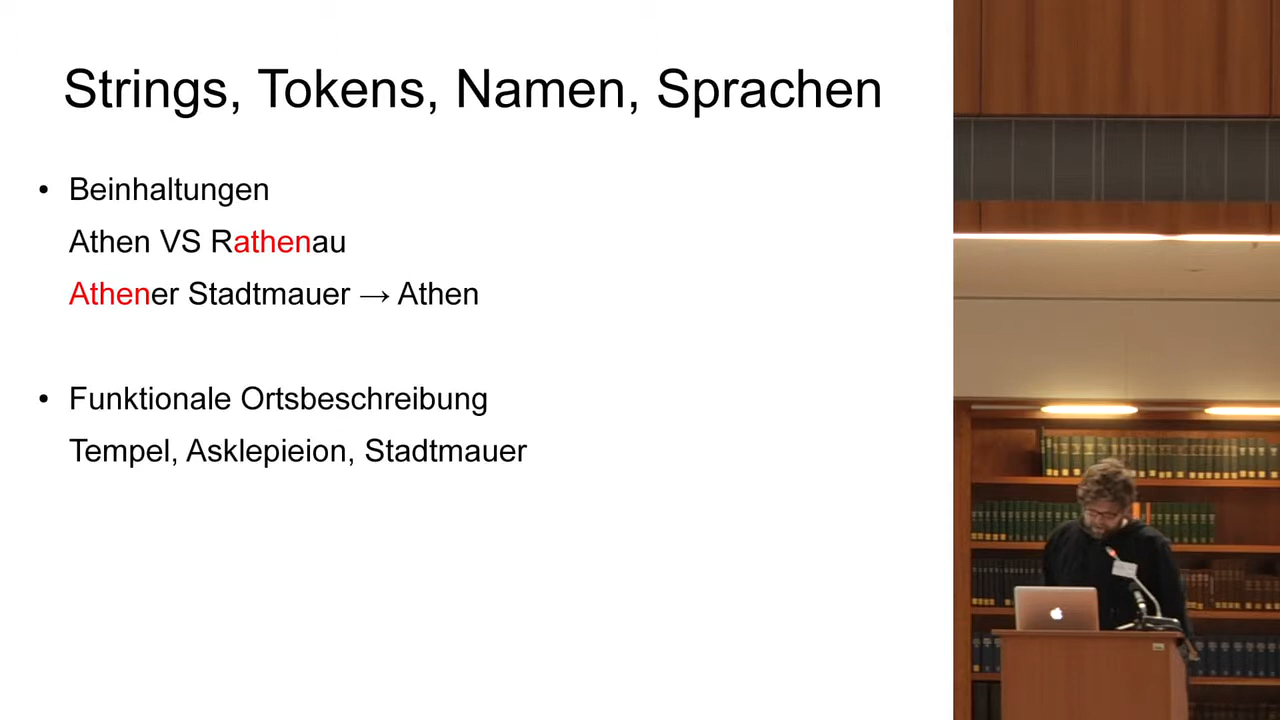 Strings, Tokens, Namen, Sprachen
• Beinhaltungen
Athen VS Rathenau
Athener Stadtmauer → Athen
• Funktionale Ortsbeschreibung
Tempel, Asklepieion, Stadtmauer